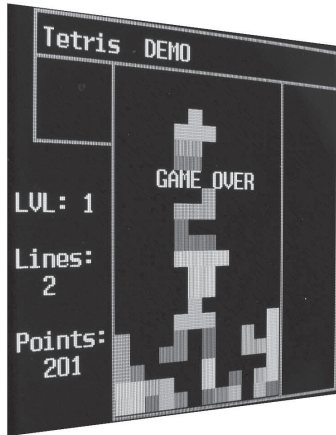 Tetris DEMO
GAME OVER
LVL: 1
Lines:
2
Points:
201